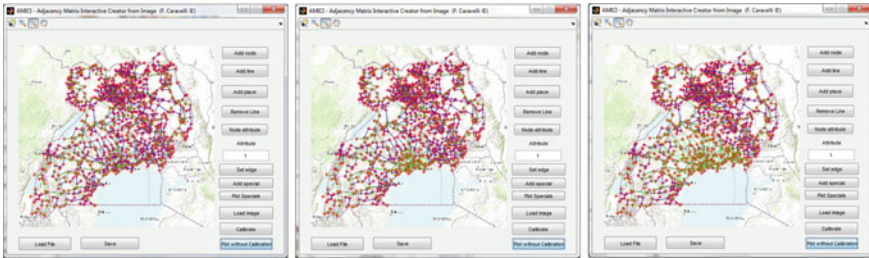 AMICI - Adjacency Matrix Interactive Creator from Image (F. Caravelli ©)
Add node
Add line
Add place
Remove Line
Node attribute
Attribute
1
Set edge
Add special
Plot Specials
Load image
Calibrate
Load File
Save
Plot without Calibration
AMICI - Adjacency Matrix Interactive Creator from Image (F. Caravelli ©)
Add node
Add line
Add place
Remove Line
Node attribute
Attribute
1
Set edge
Add special
Plot Specials
Load image
Calibrate
Load File
Save
Plot without Calibration
AMICI - Adjacency Matrix Interactive Creator from Image (F. Caravelli ©)
Add node
Add line
Add place
Remove Line
Node attribute
Attribute
1
Set edge
Add special
Plot Specials
Load image
Calibrate
Load File
Save
Plot without Calibration